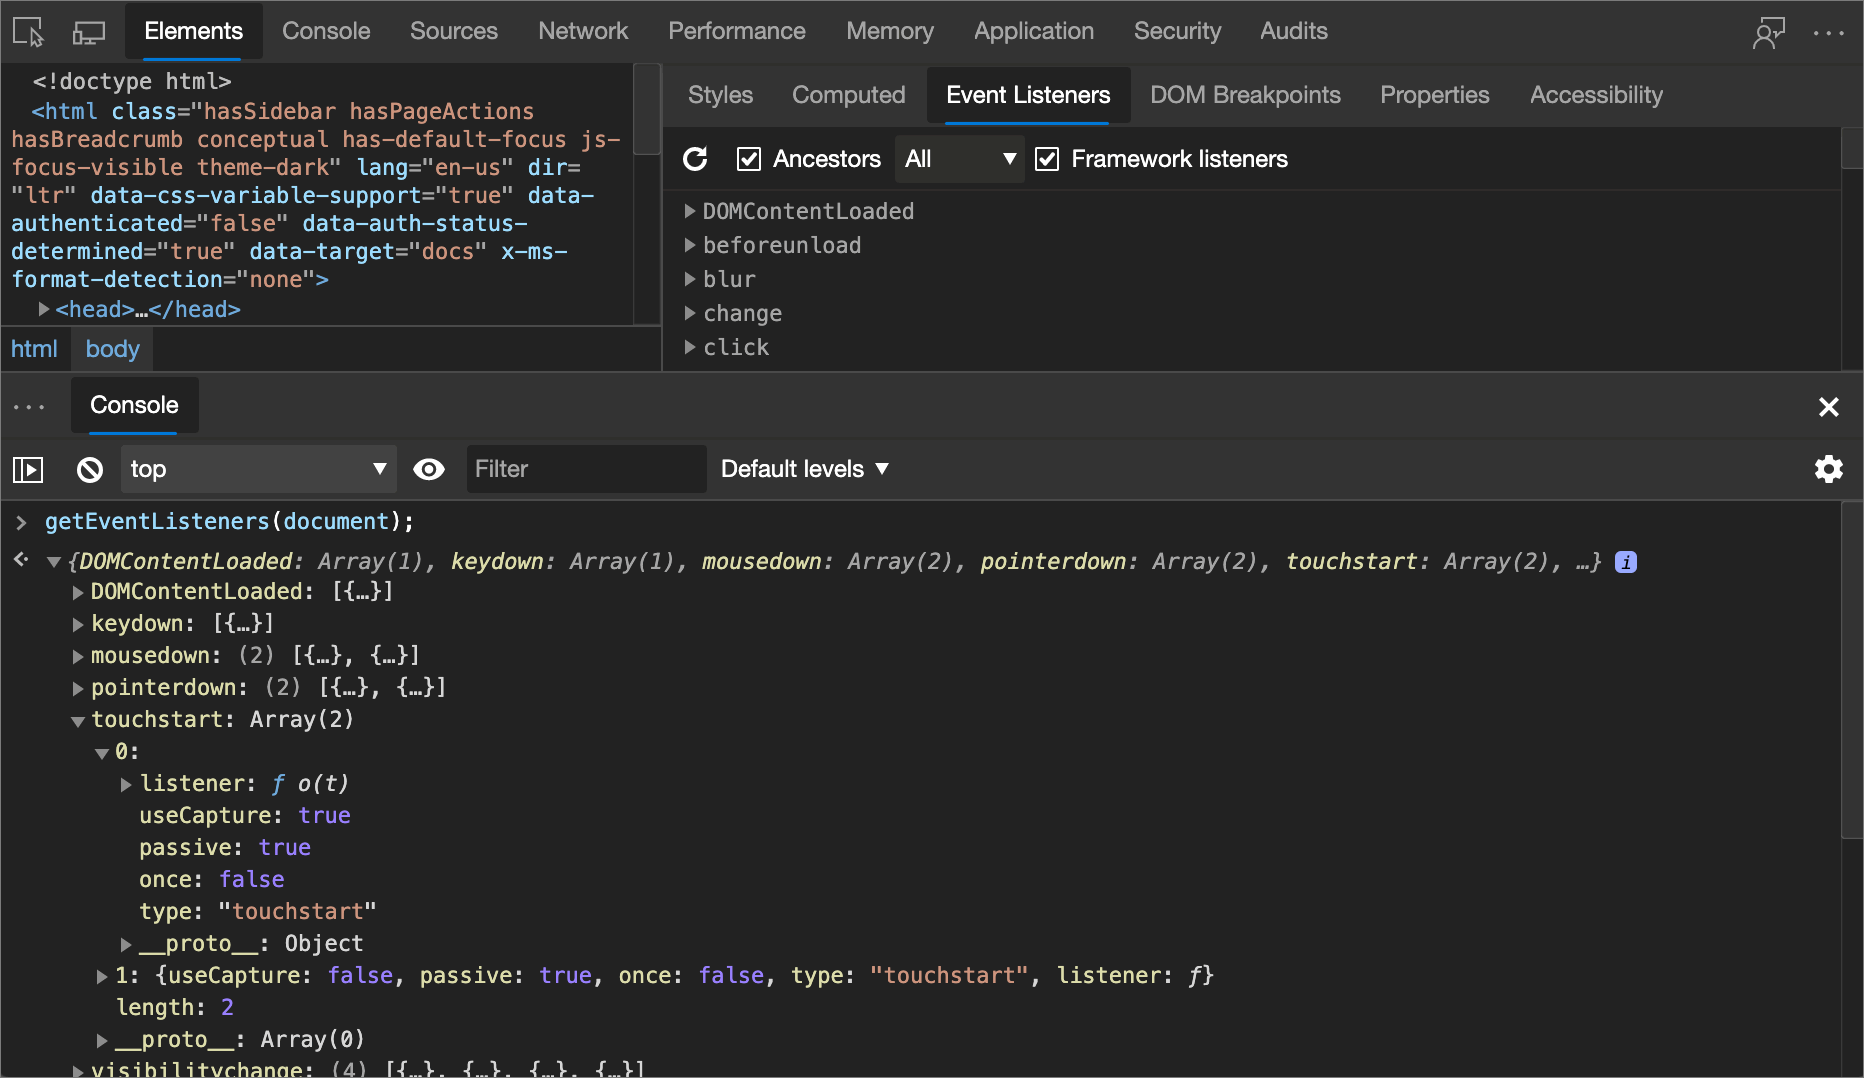 Elements Console Sources Network Performance Memory Application Security Audits
<!doctype html>
<html class="hasSidebar hasPageActions
hasBreadcrumb conceptual has-default-focus js-
focus-visible theme-dark" lang="en-us" dir=
"ltr" data-css-variable-support="true" data-
authenticated="false" data-auth-status-
determined="true" data-target="docs" x-ms-
format-detection="none">
<head>…</head>
html body
Styles Computed Event Listeners DOM Breakpoints Properties Accessibility
Ancestors All Framework listeners
DOMContentLoaded
beforeunload
blur
change
click
Console
top Filter Default levels
getEventListeners(document);
{DOMContentLoaded: Array(1), keydown: Array(1), mousedown: Array(2), pointerdown: Array(2), touchstart: Array(2), …} i
DOMContentLoaded: [{…}]
keydown: [{…}]
mousedown: (2) [{…}, {…}]
pointerdown: (2) [{…}, {…}]
touchstart: Array(2)
0:
listener: ƒ o(t)
useCapture: true
passive: true
once: false
type: "touchstart"
__proto__: Object
1: {useCapture: false, passive: true, once: false, type: "touchstart", listener: ƒ}
length: 2
__proto__: Array(0)
visibilitychange: (4) [{…}, {…}, {…}, {…}]